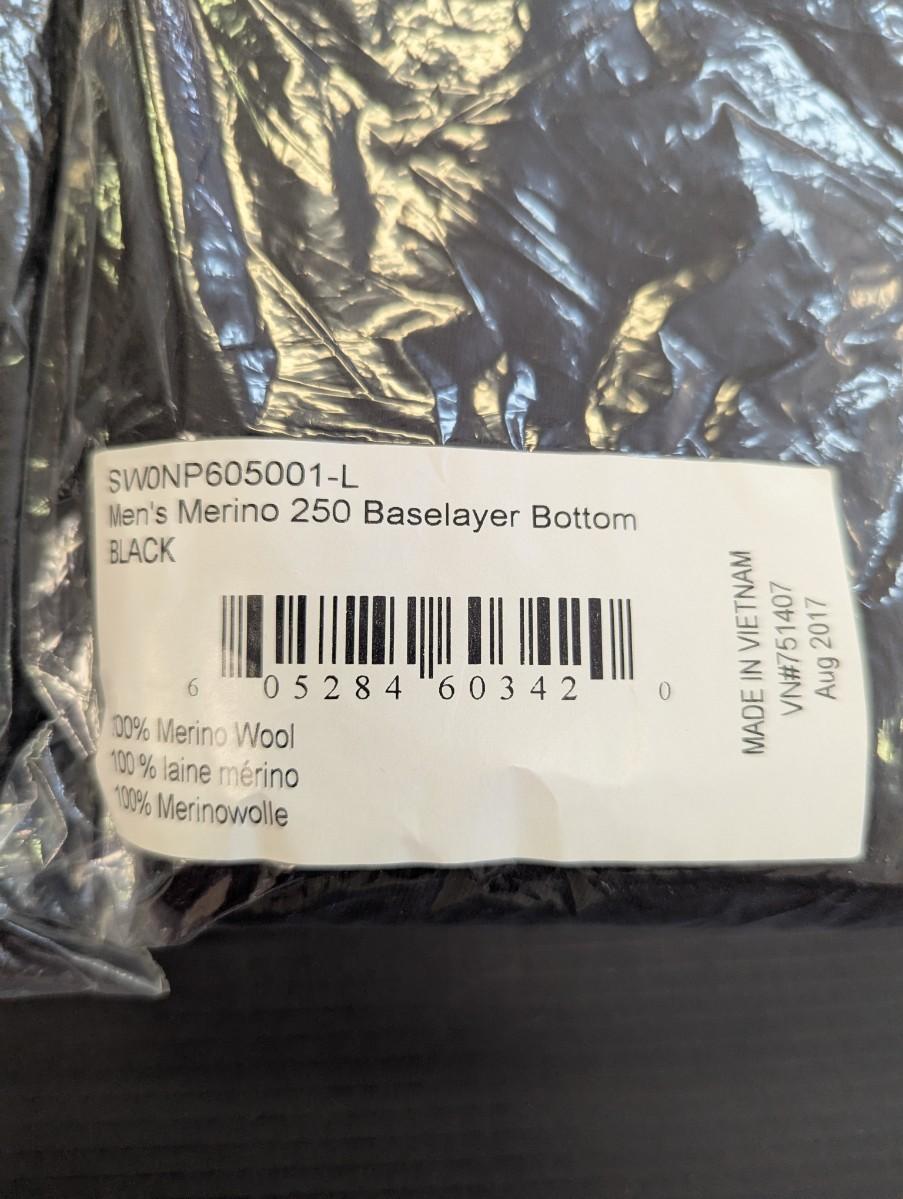 SW0NP605001-L
Men's Merino 250 Baselayer Bottom
BLACK
6 05284 60342 0
100% Merino Wool
100% laine mérino
100% Merinowolle
MADE IN VIETNAM
VN#751407
Aug 2017